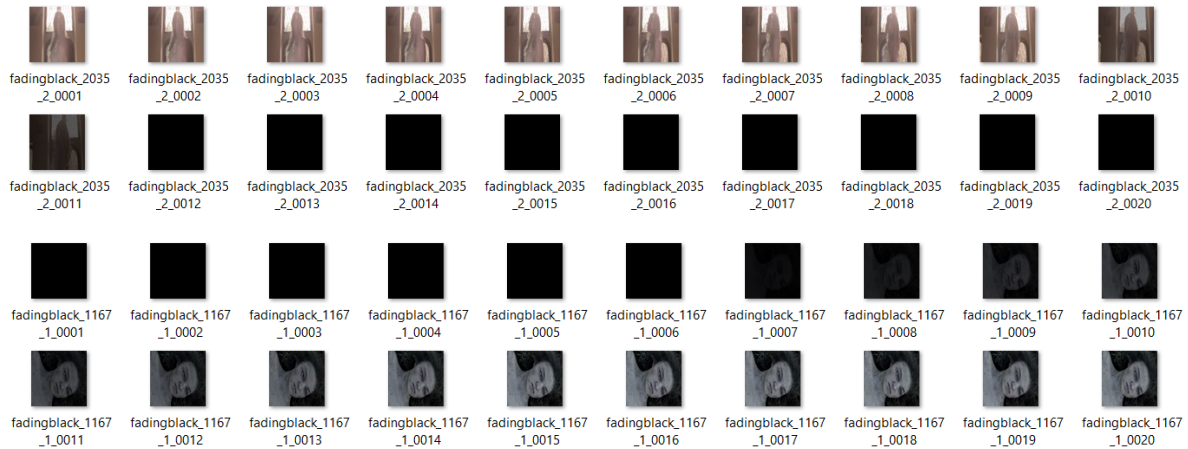 fadingblack_2035 fadingblack_2035 fadingblack_2035 fadingblack_2035 fadingblack_2035 fadingblack_2035 fadingblack_2035 fadingblack_2035 fadingblack_2035 fadingblack_2035
_2_0001 _2_0002 _2_0003 _2_0004 _2_0005 _2_0006 _2_0007 _2_0008 _2_0009 _2_0010
fadingblack_2035 fadingblack_2035 fadingblack_2035 fadingblack_2035 fadingblack_2035 fadingblack_2035 fadingblack_2035 fadingblack_2035 fadingblack_2035 fadingblack_2035
_2_0011 _2_0012 _2_0013 _2_0014 _2_0015 _2_0016 _2_0017 _2_0018 _2_0019 _2_0020
fadingblack_1167 fadingblack_1167 fadingblack_1167 fadingblack_1167 fadingblack_1167 fadingblack_1167 fadingblack_1167 fadingblack_1167 fadingblack_1167 fadingblack_1167
_1_0001 _1_0002 _1_0003 _1_0004 _1_0005 _1_0006 _1_0007 _1_0008 _1_0009 _1_0010
fadingblack_1167 fadingblack_1167 fadingblack_1167 fadingblack_1167 fadingblack_1167 fadingblack_1167 fadingblack_1167 fadingblack_1167 fadingblack_1167 fadingblack_1167
_1_0011 _1_0012 _1_0013 _1_0014 _1_0015 _1_0016 _1_0017 _1_0018 _1_0019 _1_0020